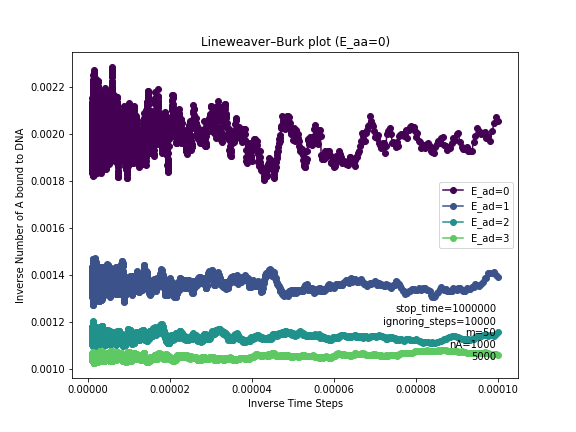 Lineweaver–Burk plot (E_aa=0)
Inverse Number of A bound to DNA
0.0022
0.0020
0.0018
0.0016
0.0014
0.0012
0.0010
E_ad=0
E_ad=1
E_ad=2
E_ad=3
stop_time=1000000
ignoring_steps=10000
m=50
nA=1000
5000
0.00000 0.00002 0.00004 0.00006 0.00008 0.00010
Inverse Time Steps